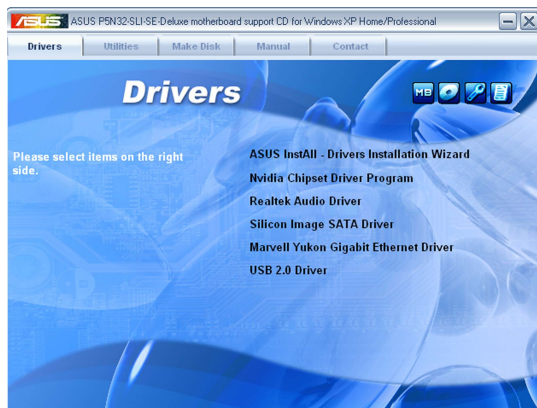 ASUS ASUS P5N32-SLI-SE-Deluxe motherboard support CD for Windows XP Home/Professional
Drivers Utilities Make Disk Manual Contact
Drivers
MB
Please select items on the right
side.
ASUS InstAll - Drivers Installation Wizard
Nvidia Chipset Driver Program
Realtek Audio Driver
Silicon Image SATA Driver
Marvell Yukon Gigabit Ethernet Driver
USB 2.0 Driver